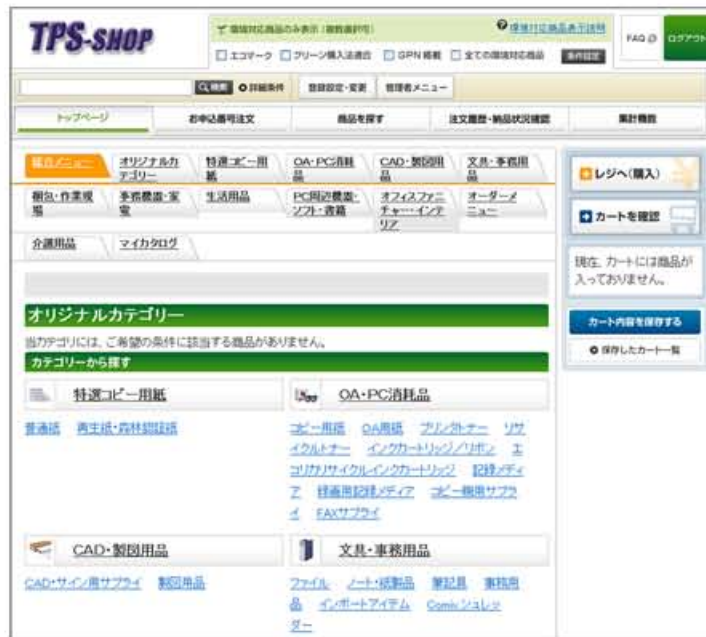 TPS-SHOP
環境対応商品のみ表示(複数選択可)
環境対応商品表示説明
エコマーク グリーン購入法適合 GPN掲載 全ての環境対応商品 条件設定
FAQ
ログアウト
検索 詳細条件 登録設定・変更 管理者メニュー
トップページ お申込番号注文 商品を探す 注文履歴・納品状況確認 集計機能
総合メニュー オリジナルカテゴリー 特選コピー用紙 OA・PC消耗品 CAD・製図用品 文具・事務用品
梱包・作業現場 事務機器・家電 生活用品 PC周辺機器・ソフト・書籍 オフィスファニチャー・インテリア オーダーメニュー
介護用品 マイカタログ
レジへ(購入)
カートを確認
現在、カートには商品が
入っておりません。
カート内容を保存する
保存したカート一覧
オリジナルカテゴリー
当カテゴリには、ご希望の条件に該当する商品がありません。
カテゴリーから探す
特選コピー用紙
普通紙 再生紙・森林認証紙
OA・PC消耗品
コピー用紙 OA用紙 プリンタトナー リサ
イクルトナー インクカートリッジ/リボン エ
コリカリサイクルインクカートリッジ 記録メディ
ア 録画用記録メディア コピー機用サプラ
イ FAXサプライ
CAD・製図用品
CAD・サイン用サプライ 製図用品
文具・事務用品
ファイル ノート・紙製品 筆記具 事務用
品 インポートアイテム Comixシュレッ
ダー